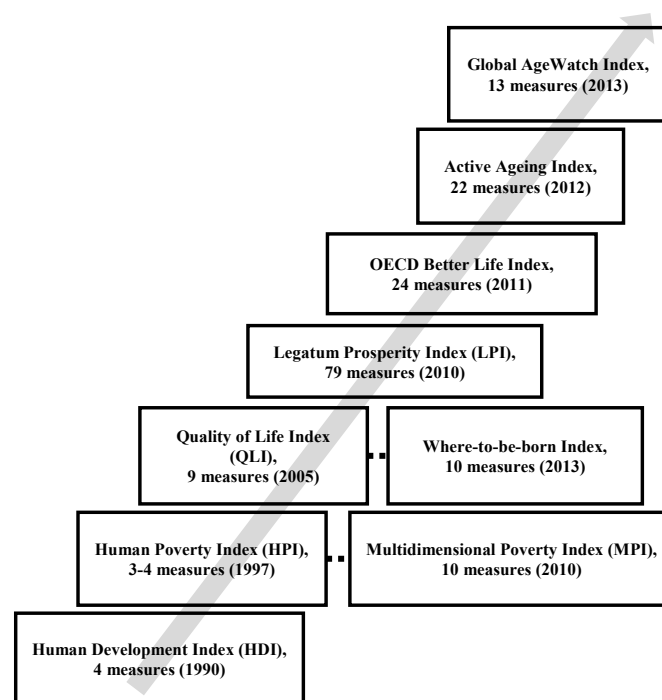 Global AgeWatch Index,
13 measures (2013)
Active Ageing Index,
22 measures (2012)
OECD Better Life Index,
24 measures (2011)
Legatum Prosperity Index (LPI),
79 measures (2010)
Quality of Life Index
(QLI),
9 measures (2005)
Where-to-be-born Index,
10 measures (2013)
Human Poverty Index (HPI),
3-4 measures (1997)
Multidimensional Poverty Index (MPI),
10 measures (2010)
Human Development Index (HDI),
4 measures (1990)